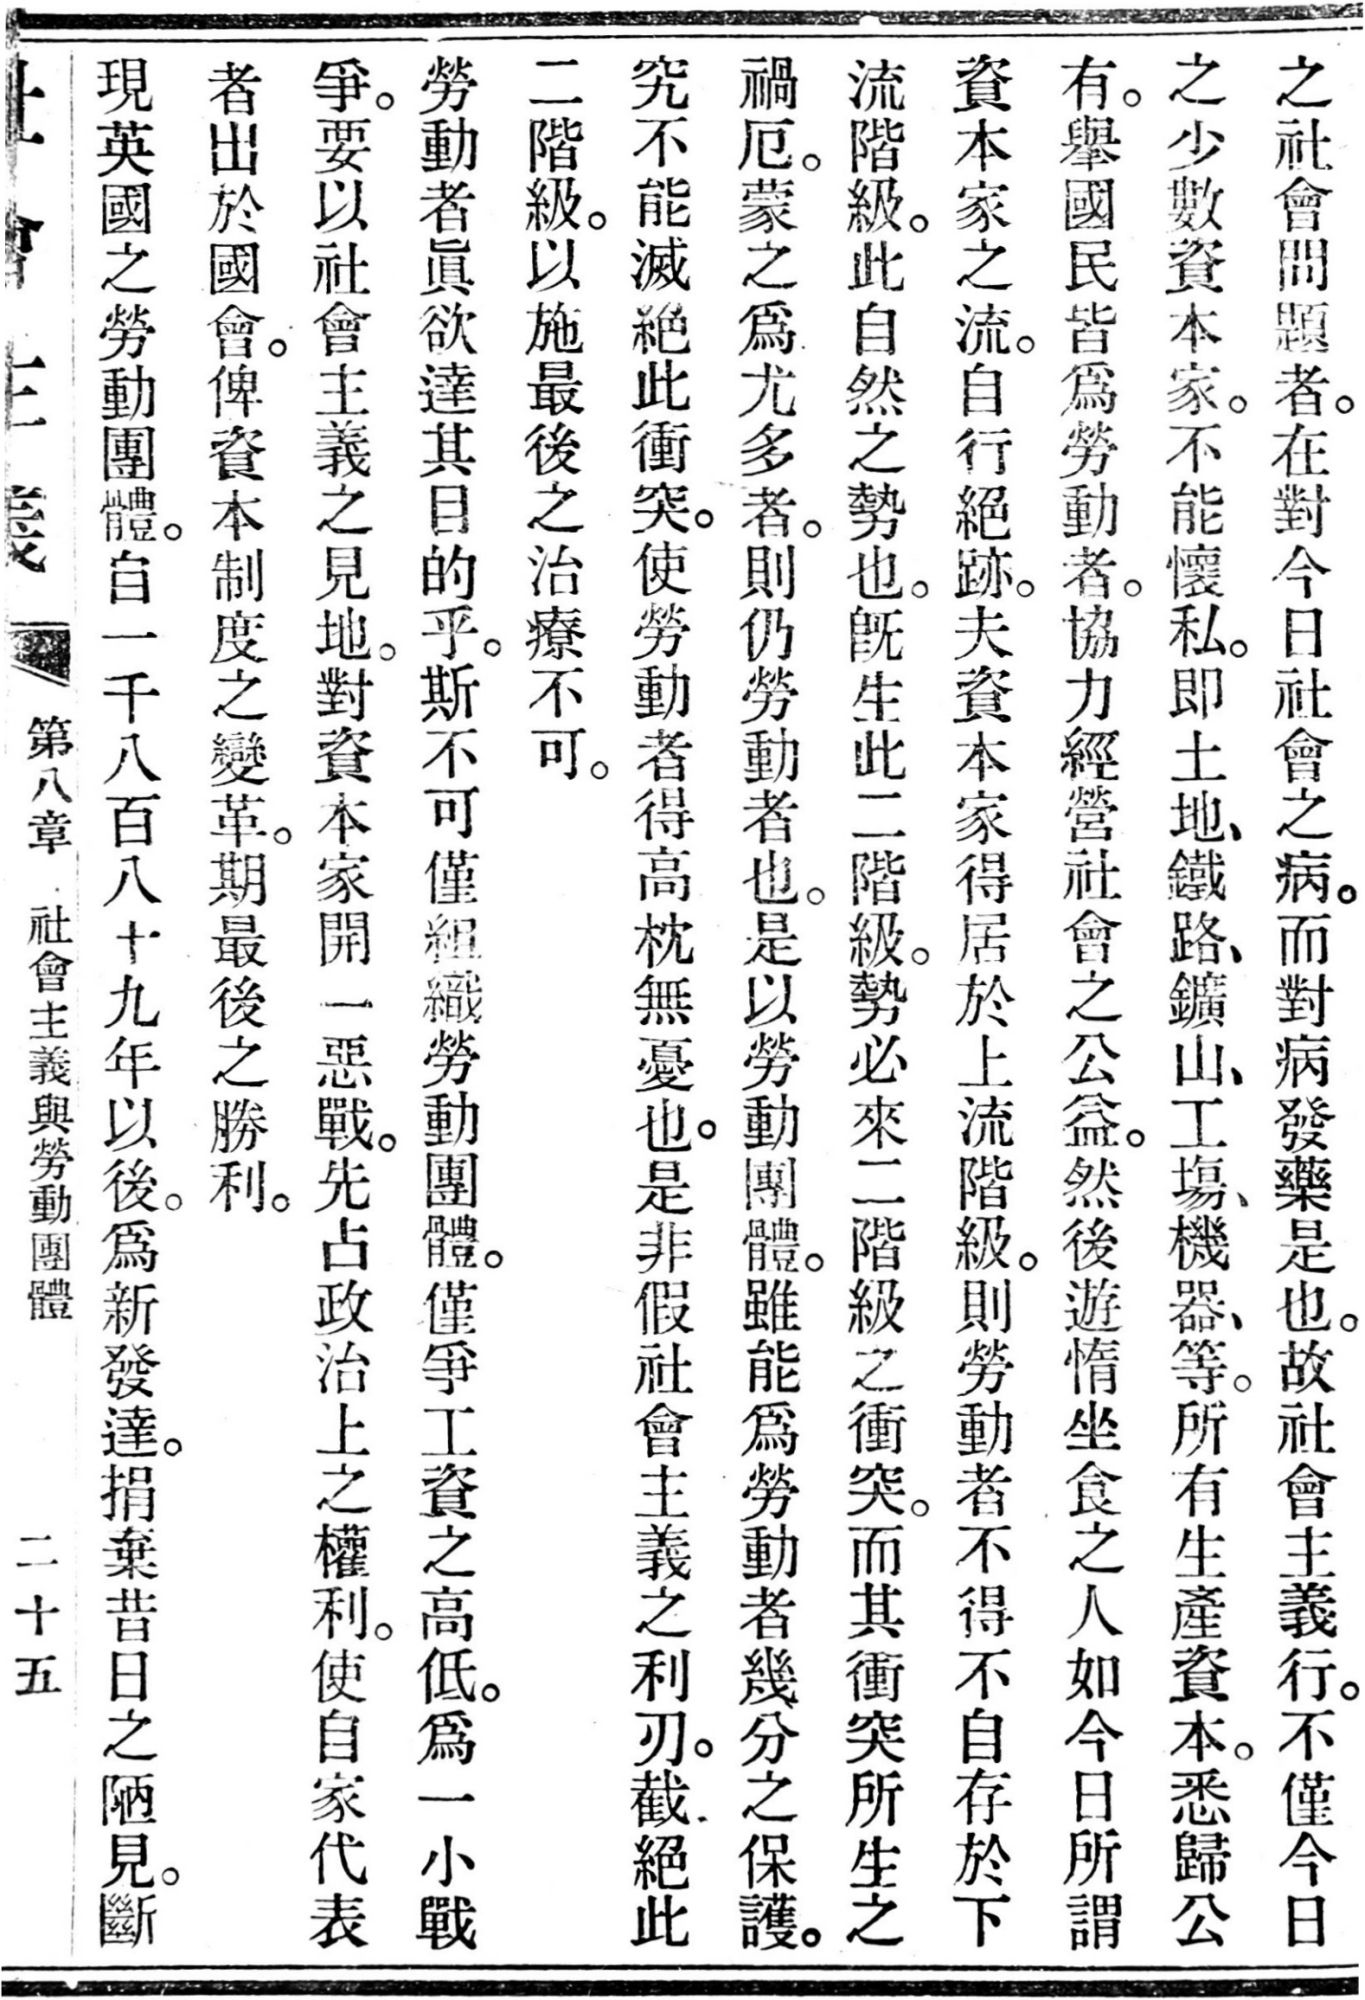 之社會問題者。在對今日社會之病。而對病發藥是也。故社會主義行。不僅今日
之少數資本家。不能懷私。即土地、鐵路、鑛山、工塲、機器、等。所有生產資本。悉歸公
有。舉國民皆爲勞動者。協力經營社會之公益。然後遊惰坐食之人如今日所謂
資本家之流。自行絕跡。夫資本家得居於上流階級。則勞動者不得不自存於下
流階級。此自然之勢也。旣生此二階級。勢必來二階級之衝突。而其衝突所生之
禍厄。蒙之爲尤多者。則仍勞動者也。是以勞動團體。雖能爲勞動者幾分之保護。
究不能滅絕此衝突。使勞動者得高枕無憂也。是非假社會主義之利刃。截絕此
二階級。以施最後之治療不可。
勞動者眞欲達其目的乎。斯不可僅組織勞動團體。僅爭工資之高低。爲一小戰
爭。要以社會主義之見地。對資本家開一惡戰。先占政治上之權利。使自家代表
者出於國會。俾資本制度之變革。期最後之勝利。
現英國之勞動團體。自一千八百八十九年以後。爲新發達。捐棄昔日之陋見。斷
社會主義
第八章 社會主義與勞動團體
二十五